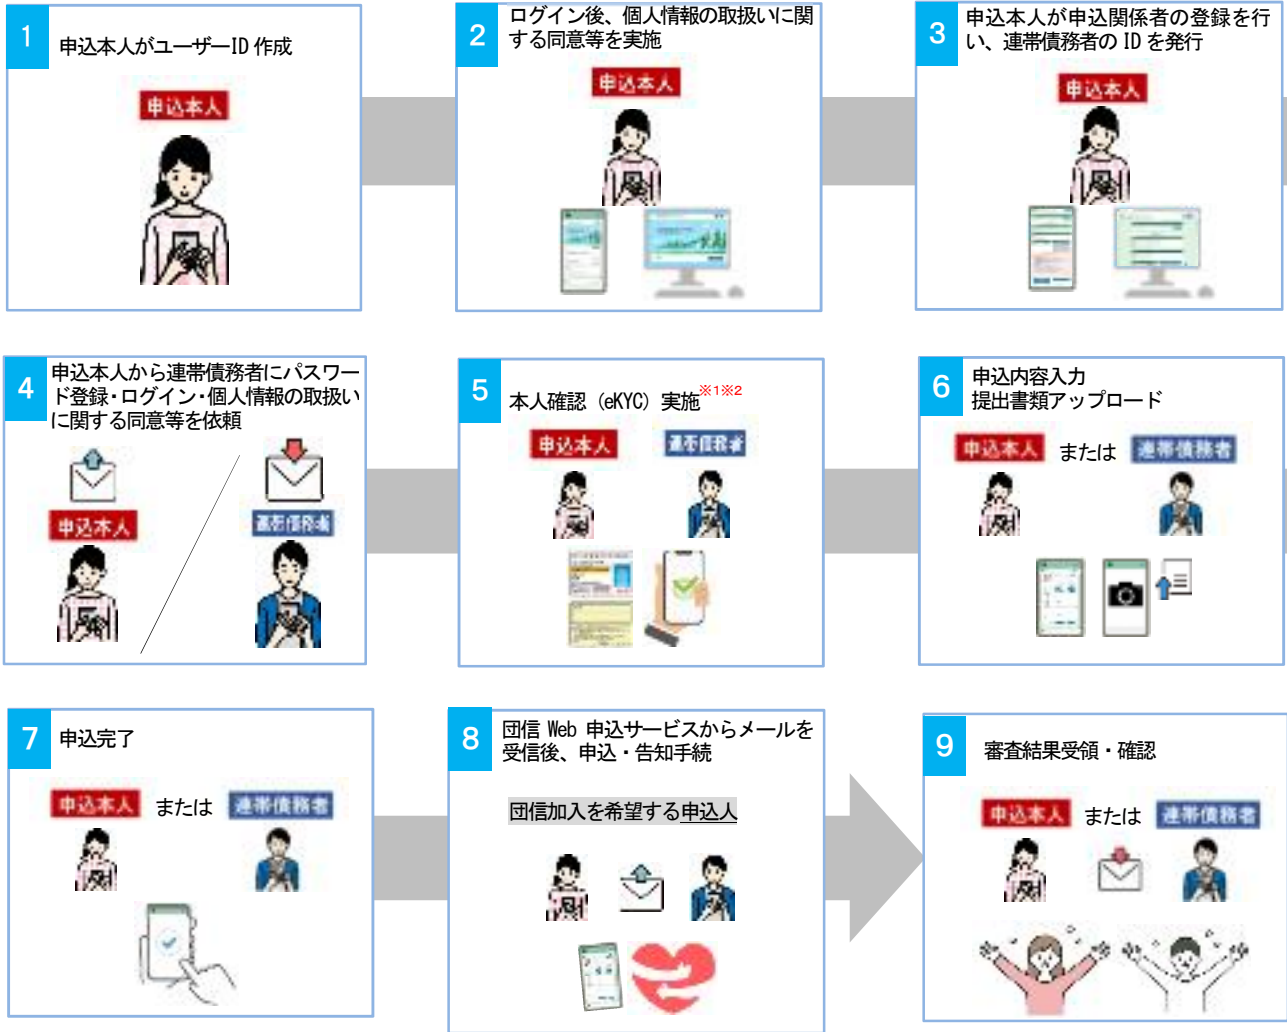 1
申込本人がユーザーID 作成
申込本人
2
ログイン後、個人情報の取扱いに関
する同意等を実施
申込本人
3
申込本人が申込関係者の登録を行
い、連帯債務者の ID を発行
申込本人
4
申込本人から連帯債務者にパスワー
ド登録・ログイン・個人情報の取扱い
に関する同意等を依頼
申込本人
連帯債務者
5
本人確認（eKYC）実施※1※2
申込本人
連帯債務者
6
申込内容入力
提出書類アップロード
申込本人 または 連帯債務者
7
申込完了
申込本人 または 連帯債務者
8
団信 Web 申込サービスからメールを
受信後、申込・告知手続
団信加入を希望する申込人
9
審査結果受領・確認
申込本人 または 連帯債務者